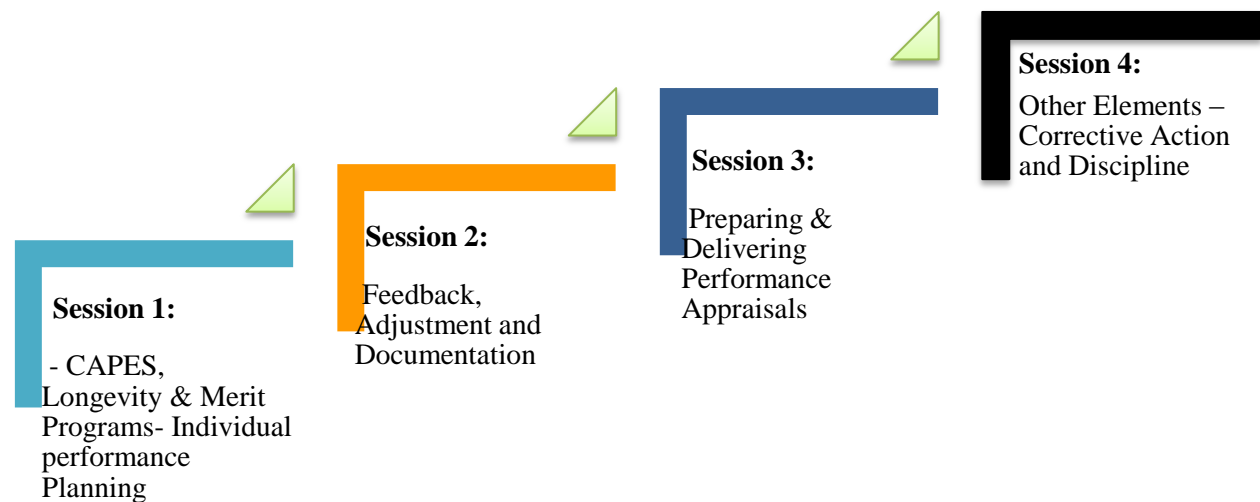 Session 1:
- CAPES,
Longevity & Merit
Programs- Individual
performance
Planning
Session 2:
Feedback,
Adjustment and
Documentation
Session 3:
Preparing &
Delivering
Performance
Appraisals
Session 4:
Other Elements –
Corrective Action
and Discipline